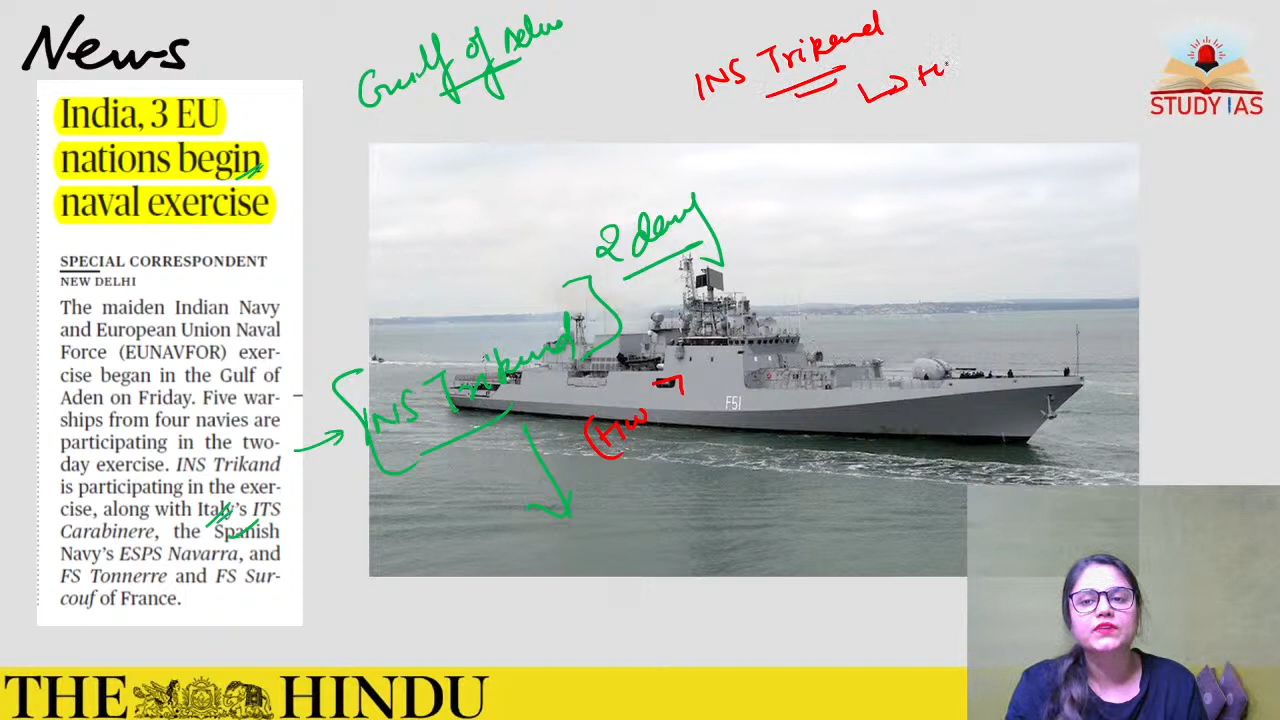 News
Gulf of
INS Trikand
STUDY IAS
India, 3 EU
nations begin
naval exercise
SPECIAL CORRESPONDENT
NEW DELHI
The maiden Indian Navy
and European Union Naval
Force (EUNAVFOR) exer-
cise began in the Gulf of
Aden on Friday. Five war-
ships from four navies are
participating in the two-
day exercise. INS Trikand
is participating in the exer-
cise, along with Italy's ITS
Carabinere, the Spanish
Navy's ESPS Navarra, and
FS Tonnerre and FS Sur-
couf of France.
2 days
INS Trikand
(HW
F51
THE HINDU